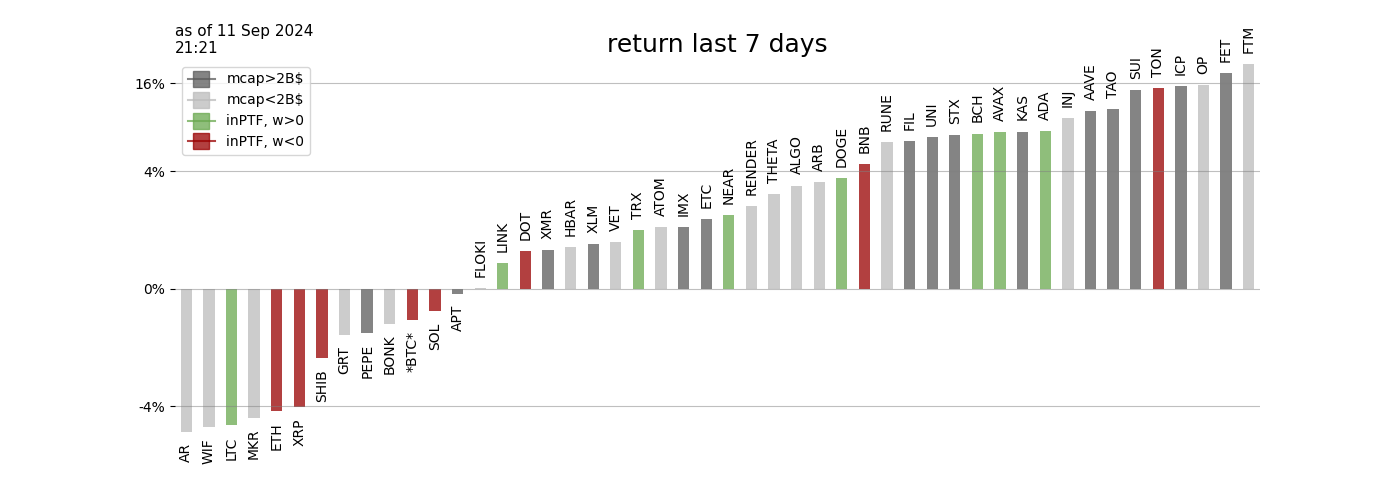 as of 11 Sep 2024
21:21
return last 7 days
mcap>2B$
mcap<2B$
inPTF, w>0
inPTF, w<0
16%
4%
0%
-4%
AR
WIF
LTC
MKR
ETH
XRP
SHIB
GRT
PEPE
BONK
*BTC*
SOL
APT
FLOKI
LINK
DOT
XMR
HBAR
XLM
VET
TRX
ATOM
IMX
ETC
NEAR
RENDER
THETA
ALGO
ARB
DOGE
BNB
RUNE
FIL
UNI
STX
BCH
AVAX
KAS
ADA
INJ
AAVE
TAO
SUI
TON
ICP
OP
FET
FTM